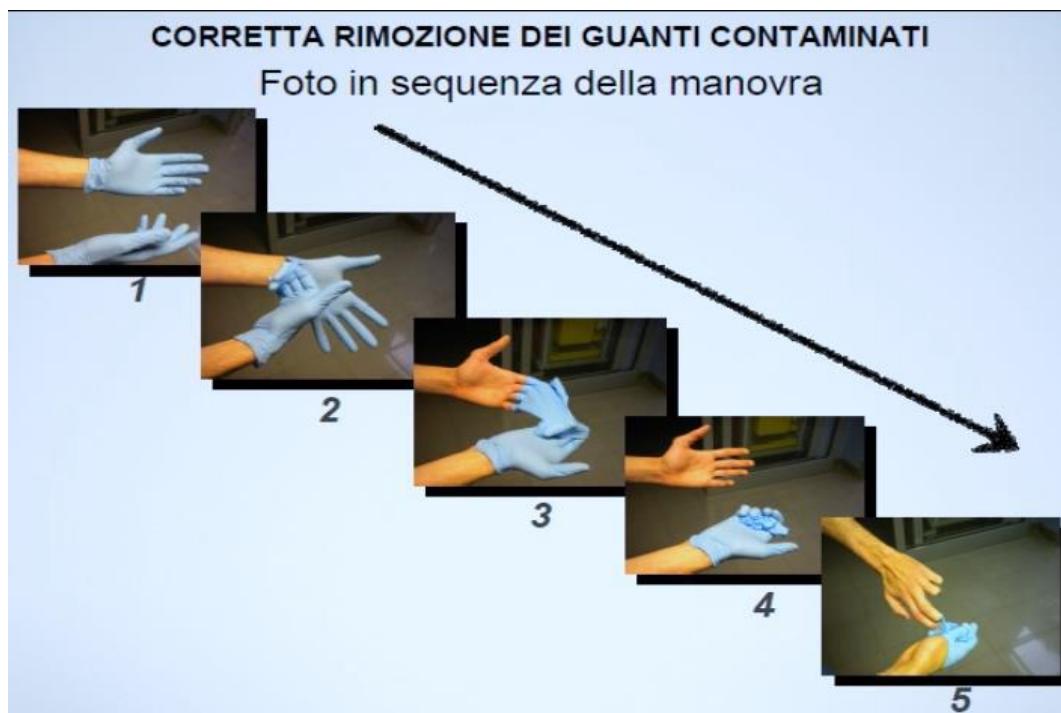 CORRETTA RIMOZIONE DEI GUANTI CONTAMINATI
Foto in sequenza della manovra
1
2
3
4
5